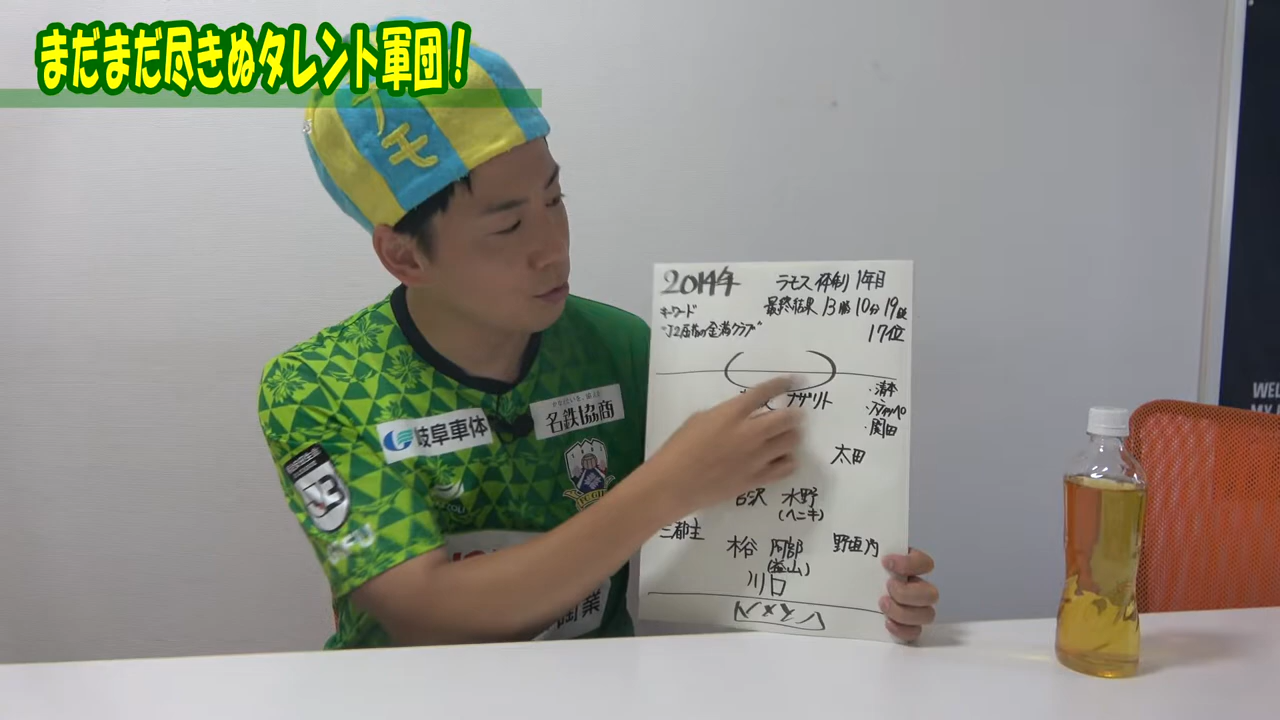 まだまだ尽きぬタレント軍団！
モ
2014年
ラモス体制 1年目
キーワード
最終結果 13勝 10分 19敗
"J2屈指の金満クラブ"
17位
ナザリト
・清本
・関田
太田
水野
(ヘニキ)
三都主
阿部
野垣内
(益山)
川口
岐阜車体
名鉄協商
J3
WEL